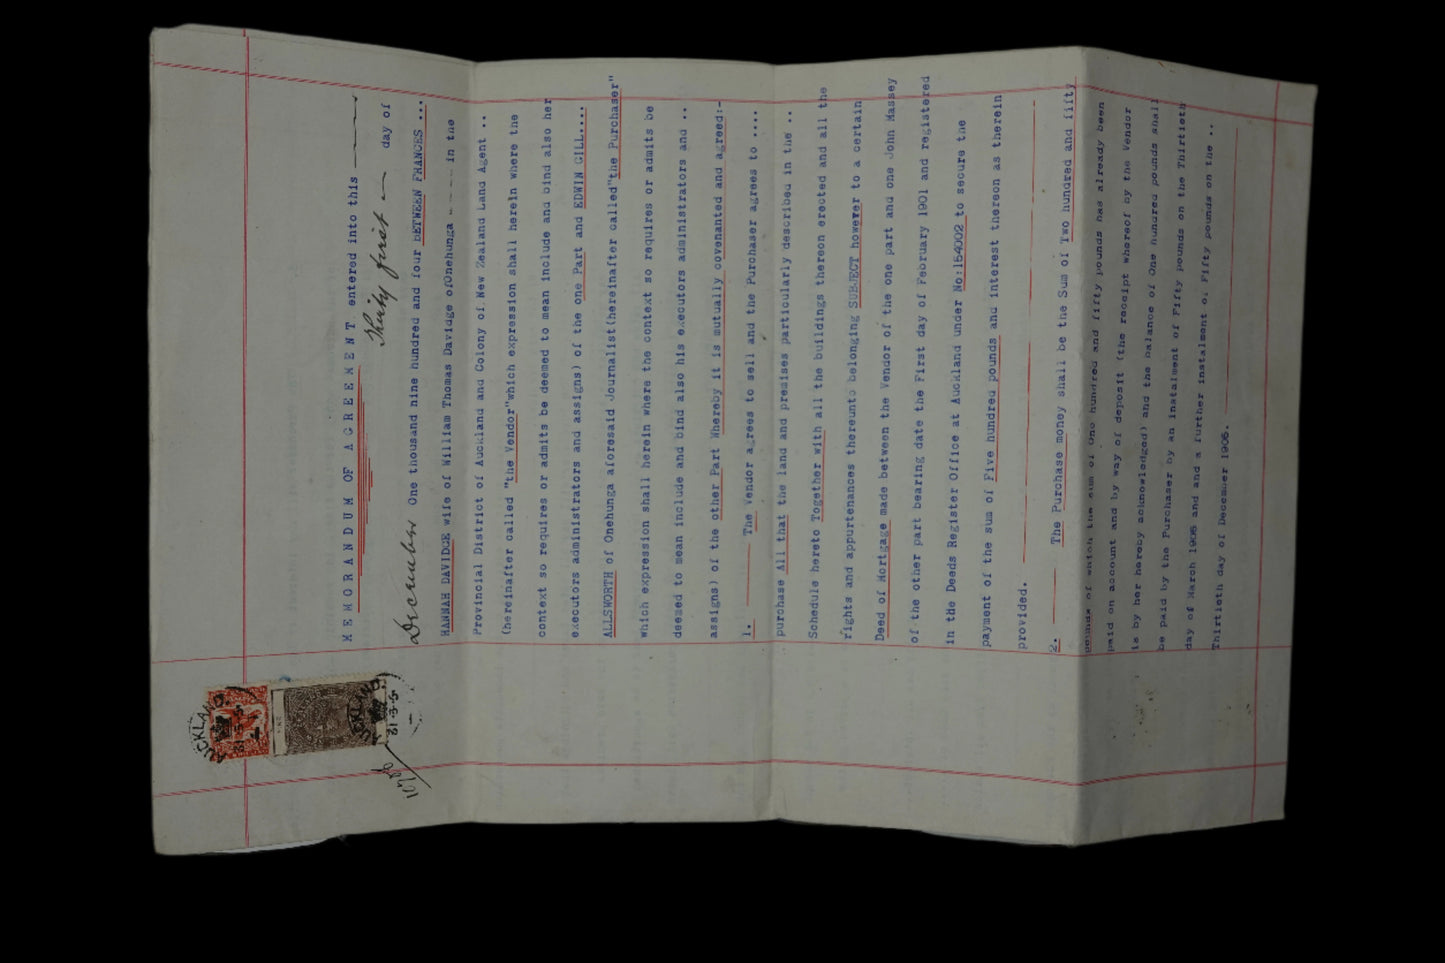 MEMORANDUM OF AGREEMENT entered into this
Thirty first day of
December One thousand nine hundred and four bETWEEN FRANCES ...
HANNAH DAVIDGE wife of William Thomas Davidge ofOnehunga in the
Provincial District of Auckland and Colony of New Zealand Land Agent ..
(hereinafter called "the Vendor"which expression shall herein where the
context so requires or admits be deemed to mean include and bind also her
executors administrators and assigns) of the one Part and EDWIN GILL....
ALLSWORTH of Onehunga aforesaid Journalist(hereinafter called"the Purchaser"
which expression shall herein where the context so requires or admits be
deemed to mean include and bind also his executors administrators and ..
assigns) of the other Part Whereby it is mutually covenanted and agreed:-
1. The Vendor agrees to sell and the Purchaser agrees to ....
purchase All that the land and premises particularly described in the ..
Schedule hereto Together with all the buildings thereon erected and all the
rights and appurtenances thereunto belonging SUBJECT however to a certain
Deed of Mortgage made between the Vendor of the one part and one John Massey
of the other part bearing date the First day of February 1901 and registered
in the Deeds Register Office at Auckland under No:154002 to secure the
payment of the sum of Five hundred pounds and interest thereon as therein
provided.
2. The Purchase money shall be the Sum of Two hundred and fifty
pounds of which the sum of One hundred and fifty pounds has already been
paid on account and by way of deposit (the receipt whereof by the Vendor
is by her hereby acknowledged) and the balance of One hundred pounds shall
be paid by the Purchaser by an instalment of Fifty pounds on the Thirtieth
day of March 1905 and and a further instalment of Fifty pounds on the ..
Thirtieth day of December 1905.
AUCKLAND.
AUCKLAND.
21-3-5